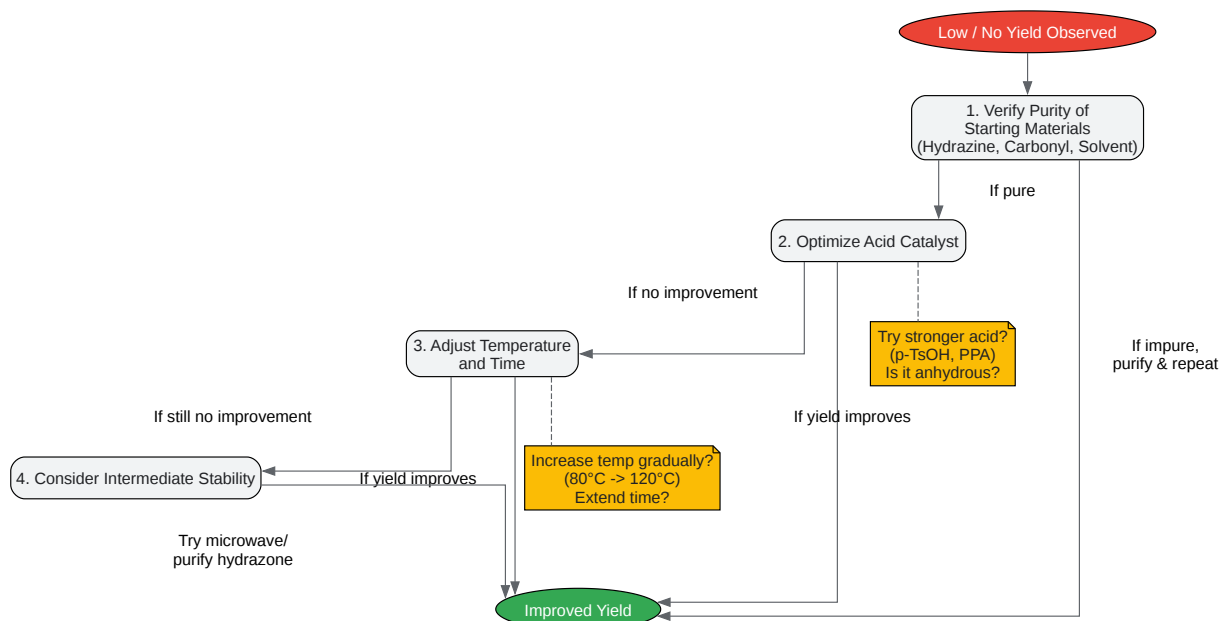 Low / No Yield Observed
1. Verify Purity of
Starting Materials
(Hydrazine, Carbonyl, Solvent)
If pure
2. Optimize Acid Catalyst
If no improvement
Try stronger acid?
(p-TsOH, PPA)
Is it anhydrous?
If impure,
purify & repeat
3. Adjust Temperature
and Time
If still no improvement
If yield improves
Increase temp gradually?
(80°C -> 120°C)
Extend time?
4. Consider Intermediate Stability
If yield improves
Try microwave/
purify hydrazone
Improved Yield